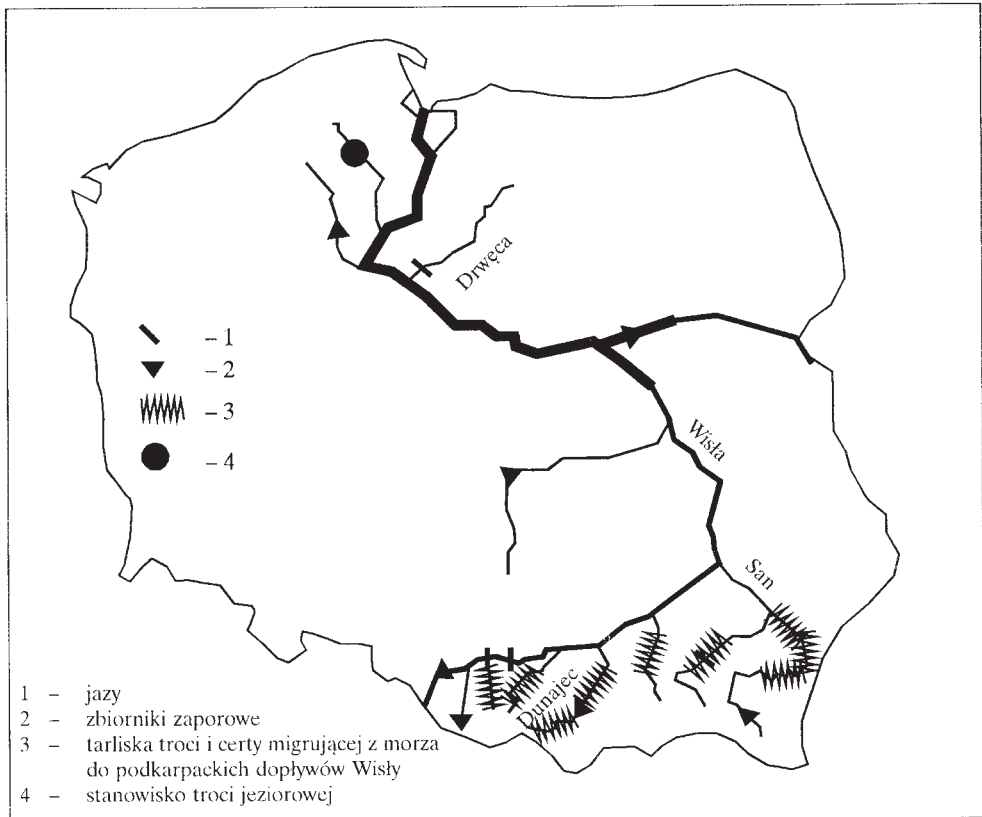 Drwęca
– 1
– 2
– 3
– 4
Wisła
San
Dunajec
1 – jazy
2 – zbiorniki zaporowe
3 – tarliska troci i certy migrującej z morza
do podkarpackich dopływów Wisły
4 – stanowisko troci jeziorowej